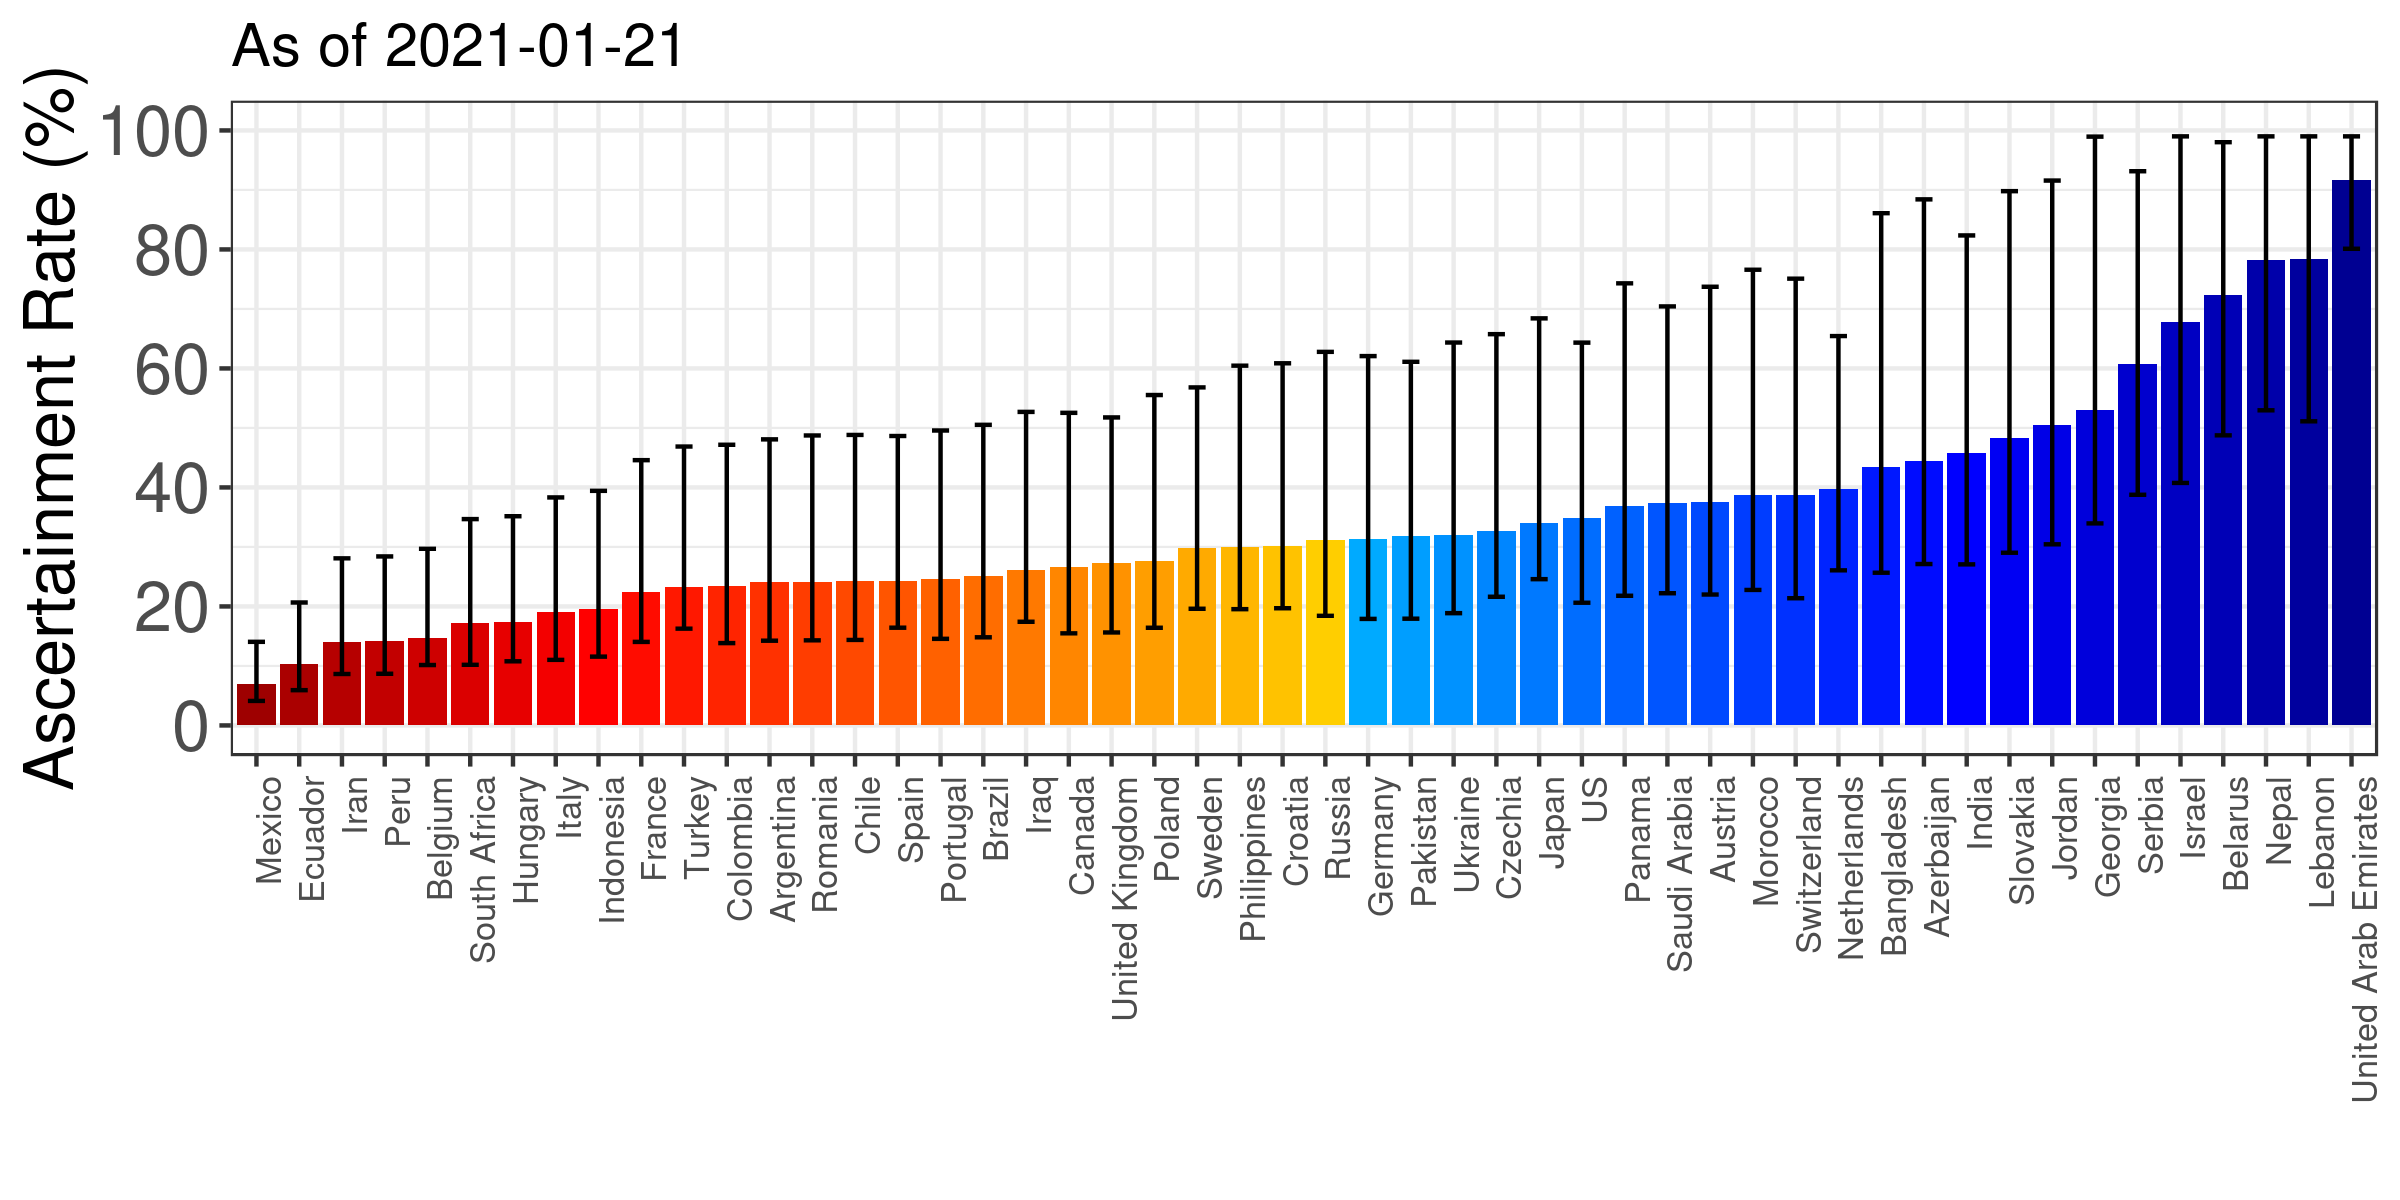 As of 2021-01-21
Ascertainment Rate (%)
100
80
60
40
20
0
Mexico
Ecuador
Iran
Peru
Belgium
South Africa
Hungary
Italy
Indonesia
France
Turkey
Colombia
Argentina
Romania
Chile
Spain
Portugal
Brazil
Iraq
Canada
United Kingdom
Poland
Sweden
Philippines
Croatia
Russia
Germany
Pakistan
Ukraine
Czechia
Japan
US
Panama
Saudi Arabia
Austria
Morocco
Switzerland
Netherlands
Bangladesh
Azerbaijan
India
Slovakia
Jordan
Georgia
Serbia
Israel
Belarus
Nepal
Lebanon
United Arab Emirates